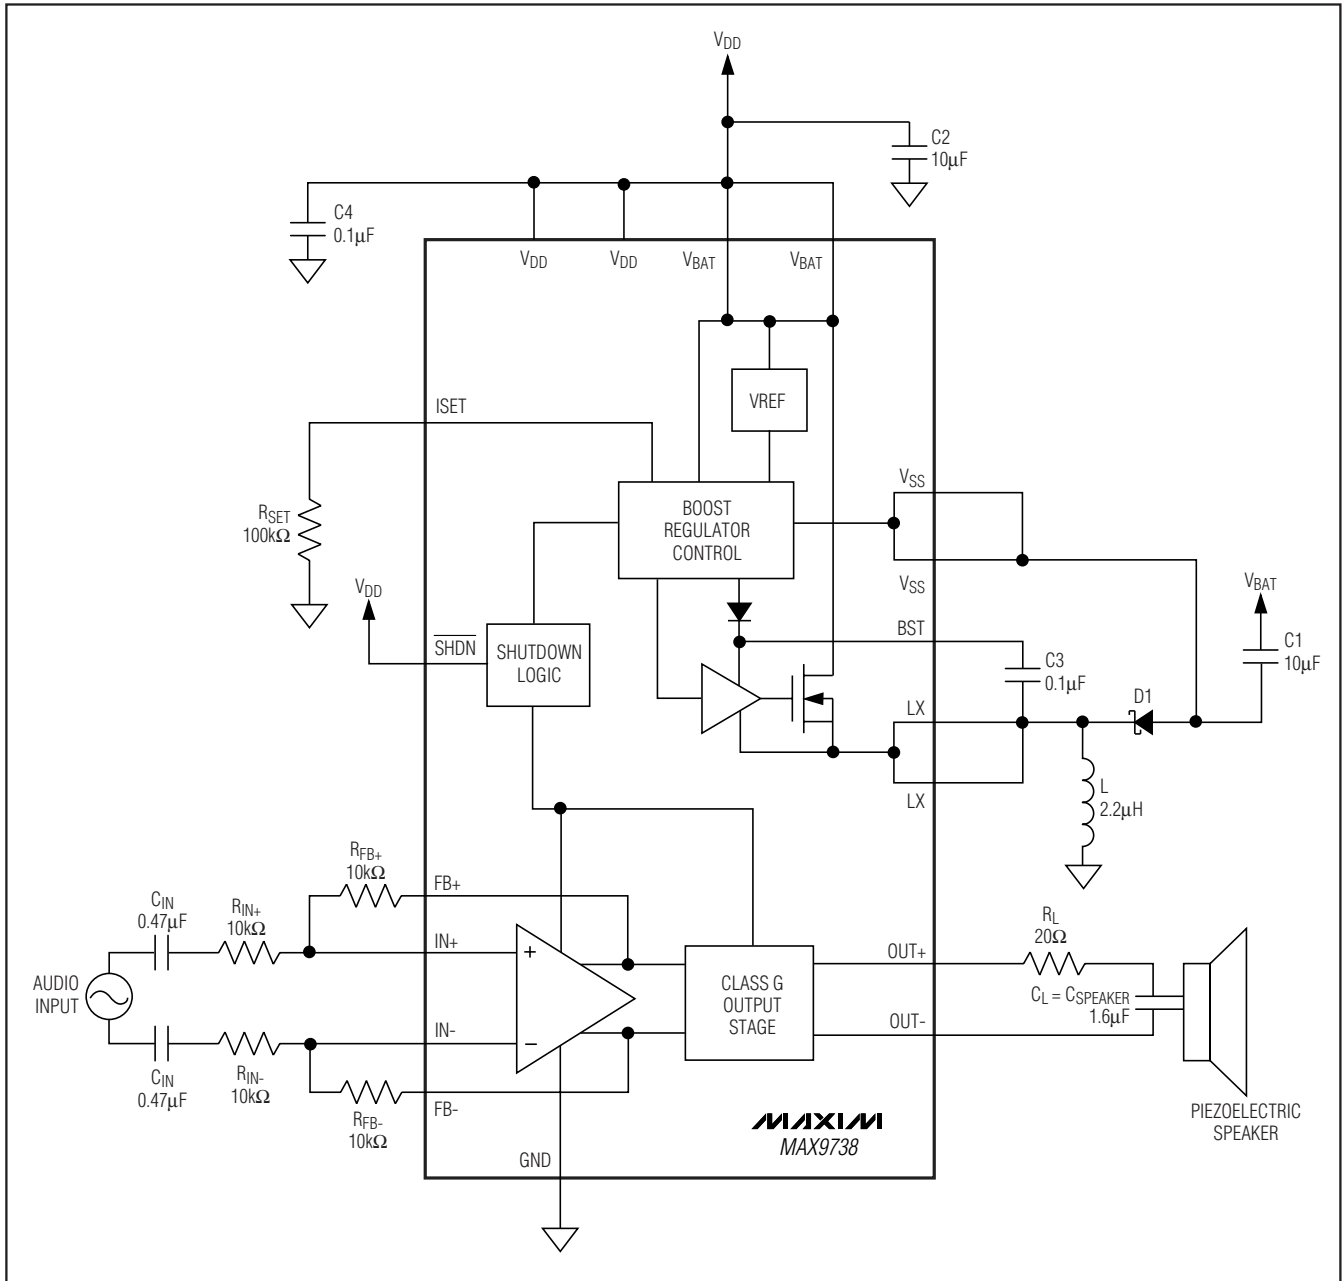 VDD
C2
10μF
C4
0.1μF
VDD
VDD
VBAT
VBAT
VREF
ISET
VSS
BOOST
REGULATOR
CONTROL
RSET
100kΩ
VSS
VBAT
VDD
BST
C1
10μF
SHDN
SHUTDOWN
LOGIC
C3
0.1μF
D1
LX
LX
L
2.2μH
RFB+
10kΩ
FB+
CIN
0.47μF
RIN+
10kΩ
IN+
+
OUT+
RL
20Ω
AUDIO
INPUT
CLASS G
OUTPUT
STAGE
CL = CSPEAKER
1.6μF
IN-
−
OUT-
CIN
0.47μF
RIN-
10kΩ
RFB-
10kΩ
FB-
MAXIM
MAX9738
PIEZOELECTRIC
SPEAKER
GND